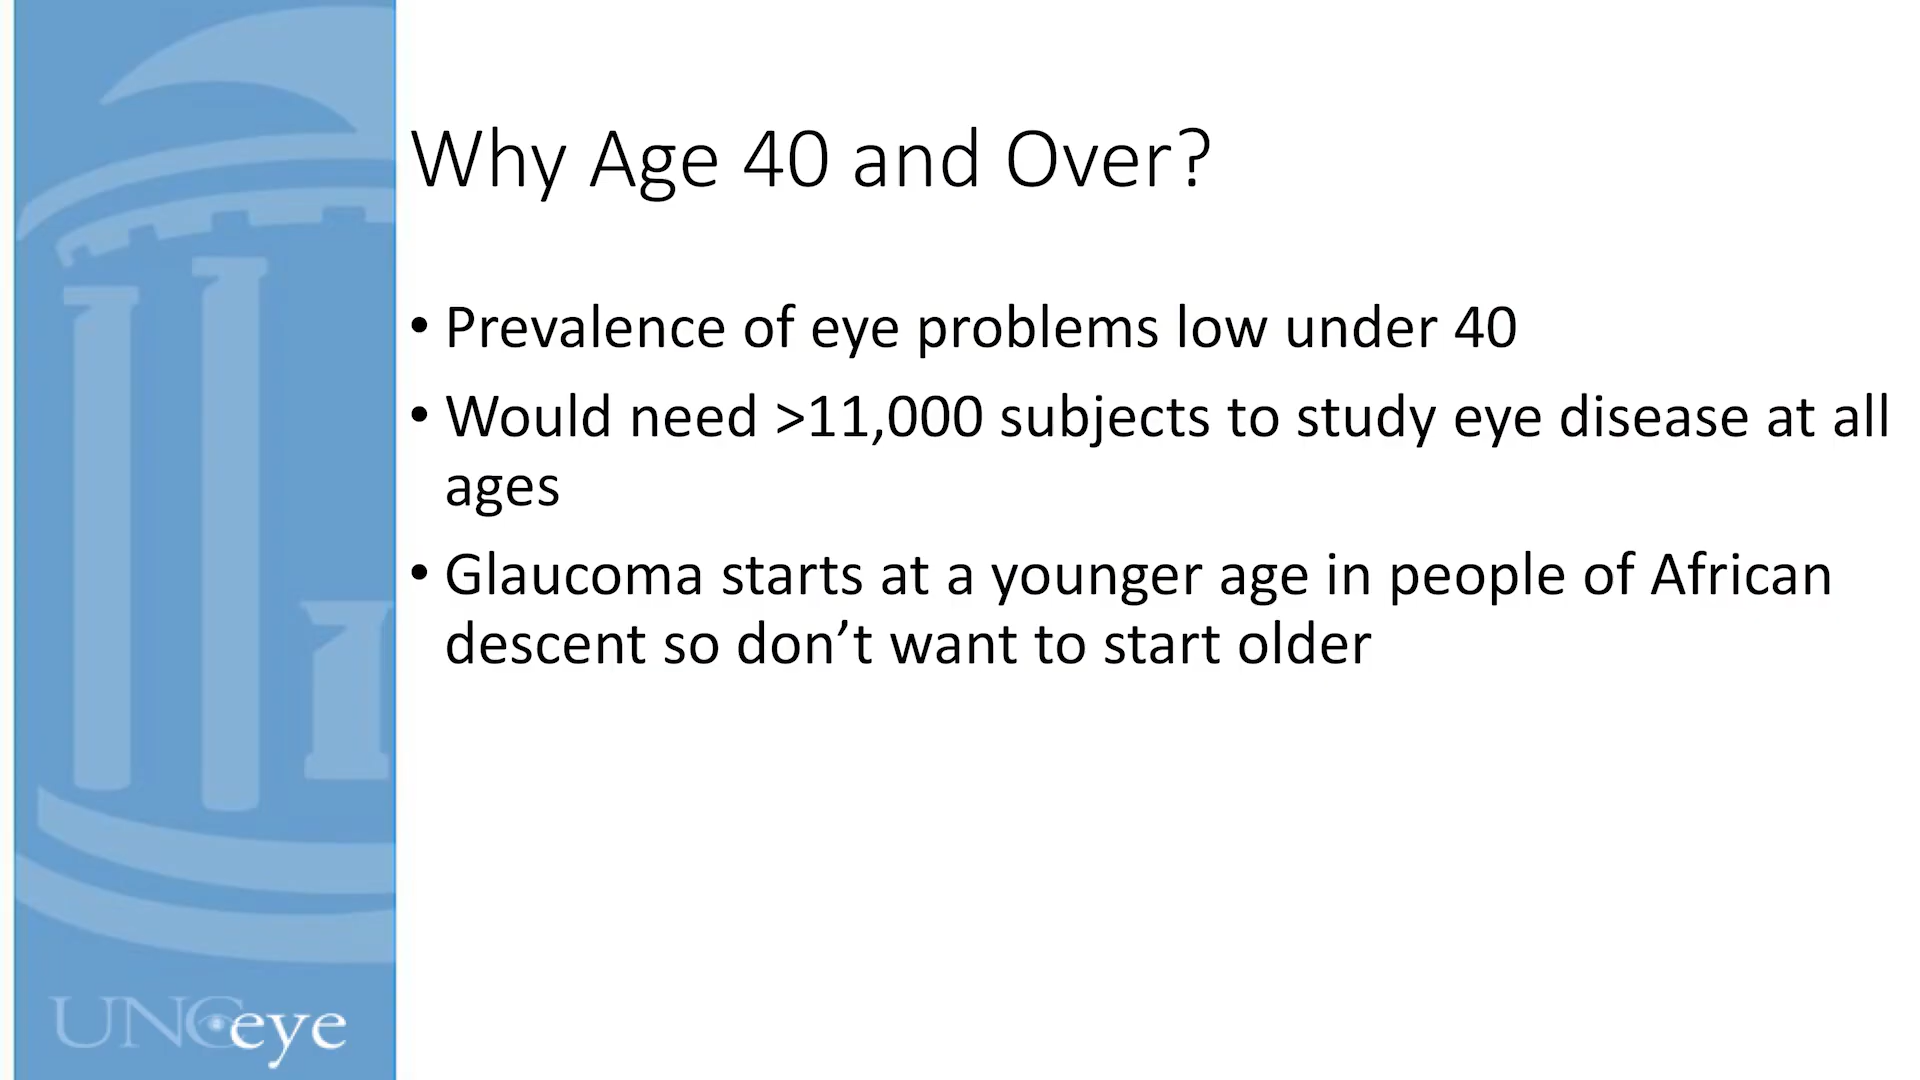 Why Age 40 and Over?
• Prevalence of eye problems low under 40
• Would need >11,000 subjects to study eye disease at all
ages
• Glaucoma starts at a younger age in people of African
descent so don’t want to start older
UNCeye